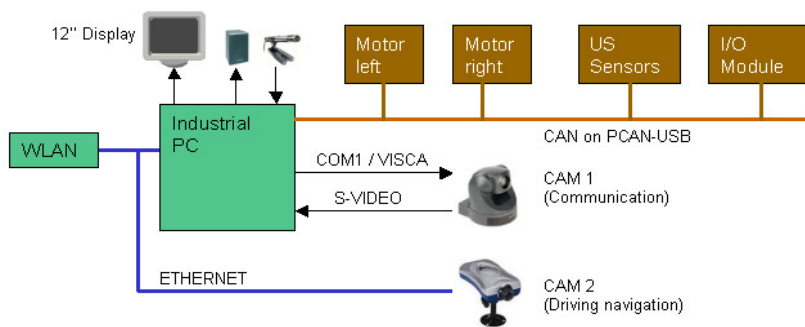 12" Display
Motor
left
Motor
right
US
Sensors
I/O
Module
Industrial
PC
CAN on PCAN-USB
WLAN
COM1 / VISCA
CAM 1
(Communication)
S-VIDEO
ETHERNET
CAM 2
(Driving navigation)